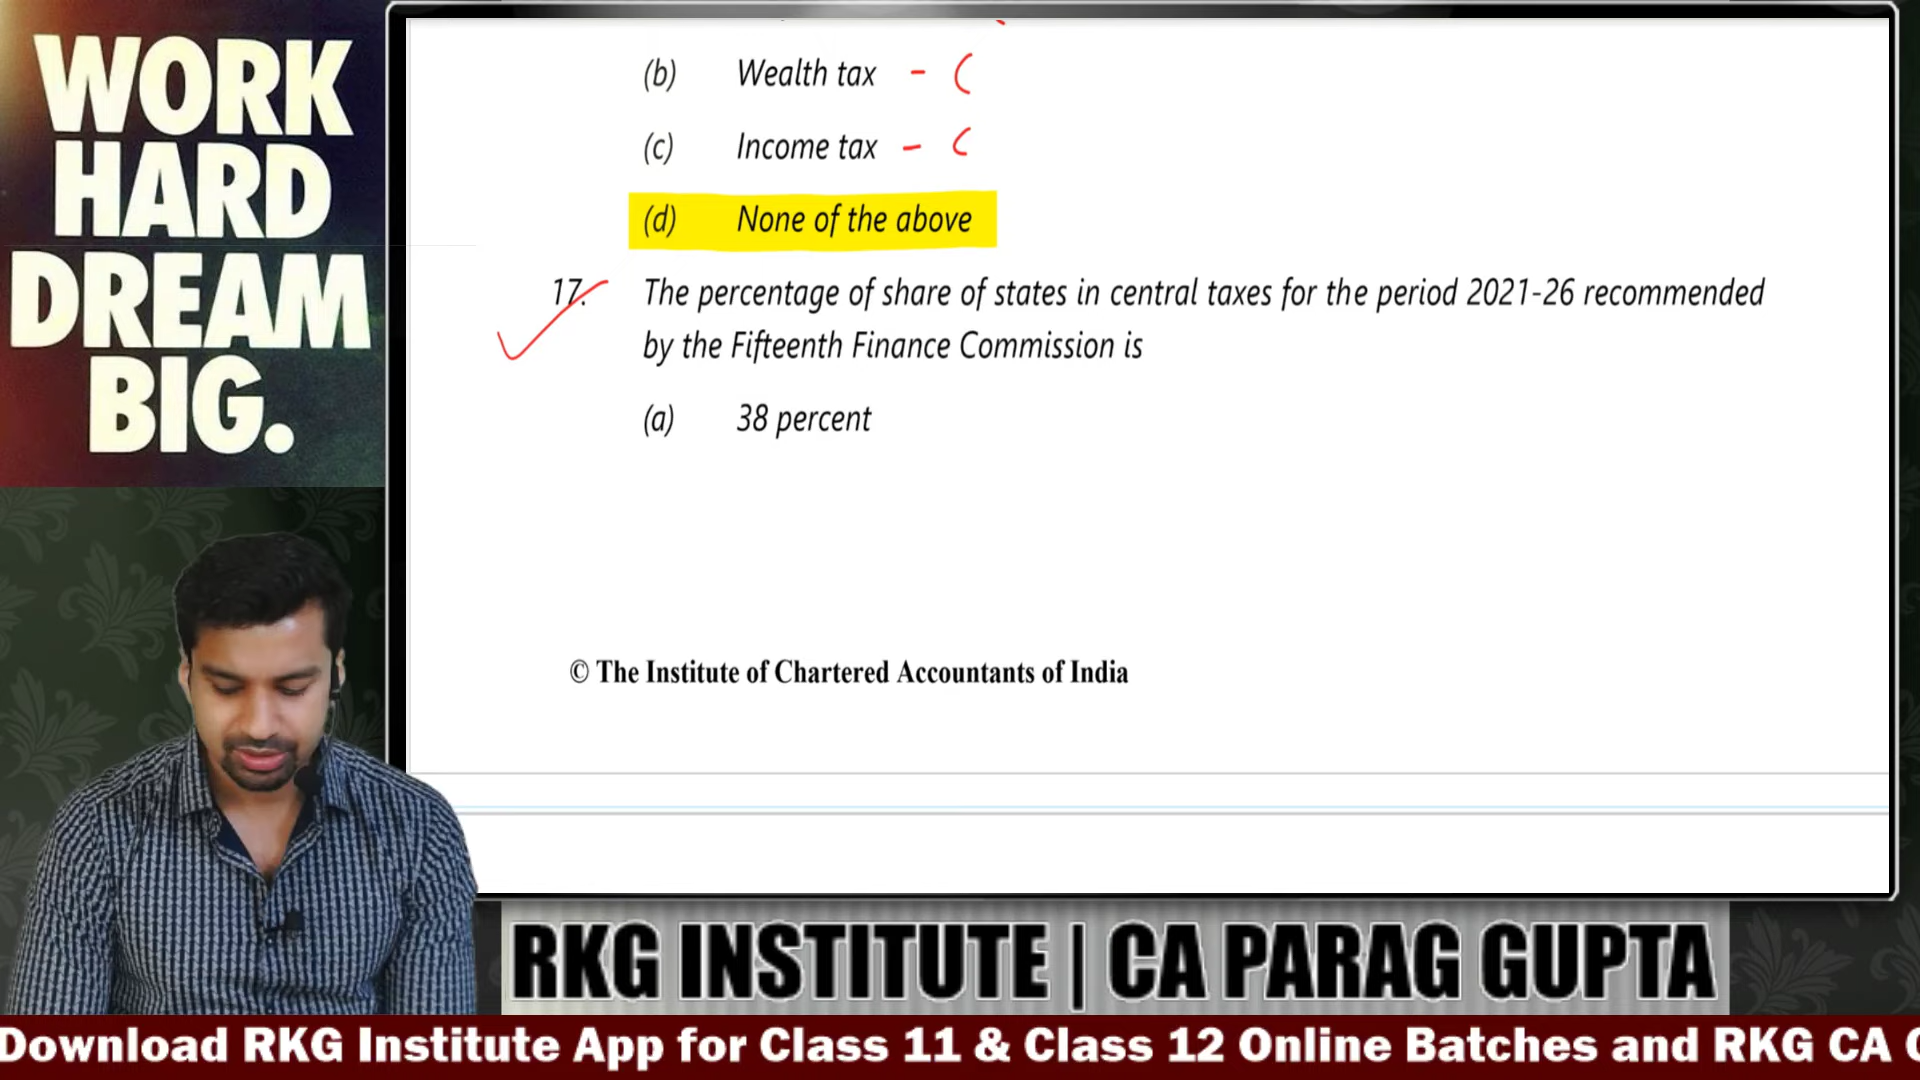 WORK
HARD
DREAM
BIG.
(b) Wealth tax - C
(c) Income tax - C
(d) None of the above
17. The percentage of share of states in central taxes for the period 2021-26 recommended
by the Fifteenth Finance Commission is
(a) 38 percent
© The Institute of Chartered Accountants of India
RKG INSTITUTE | CA PARAG GUPTA
Download RKG Institute App for Class 11 & Class 12 Online Batches and RKG CA